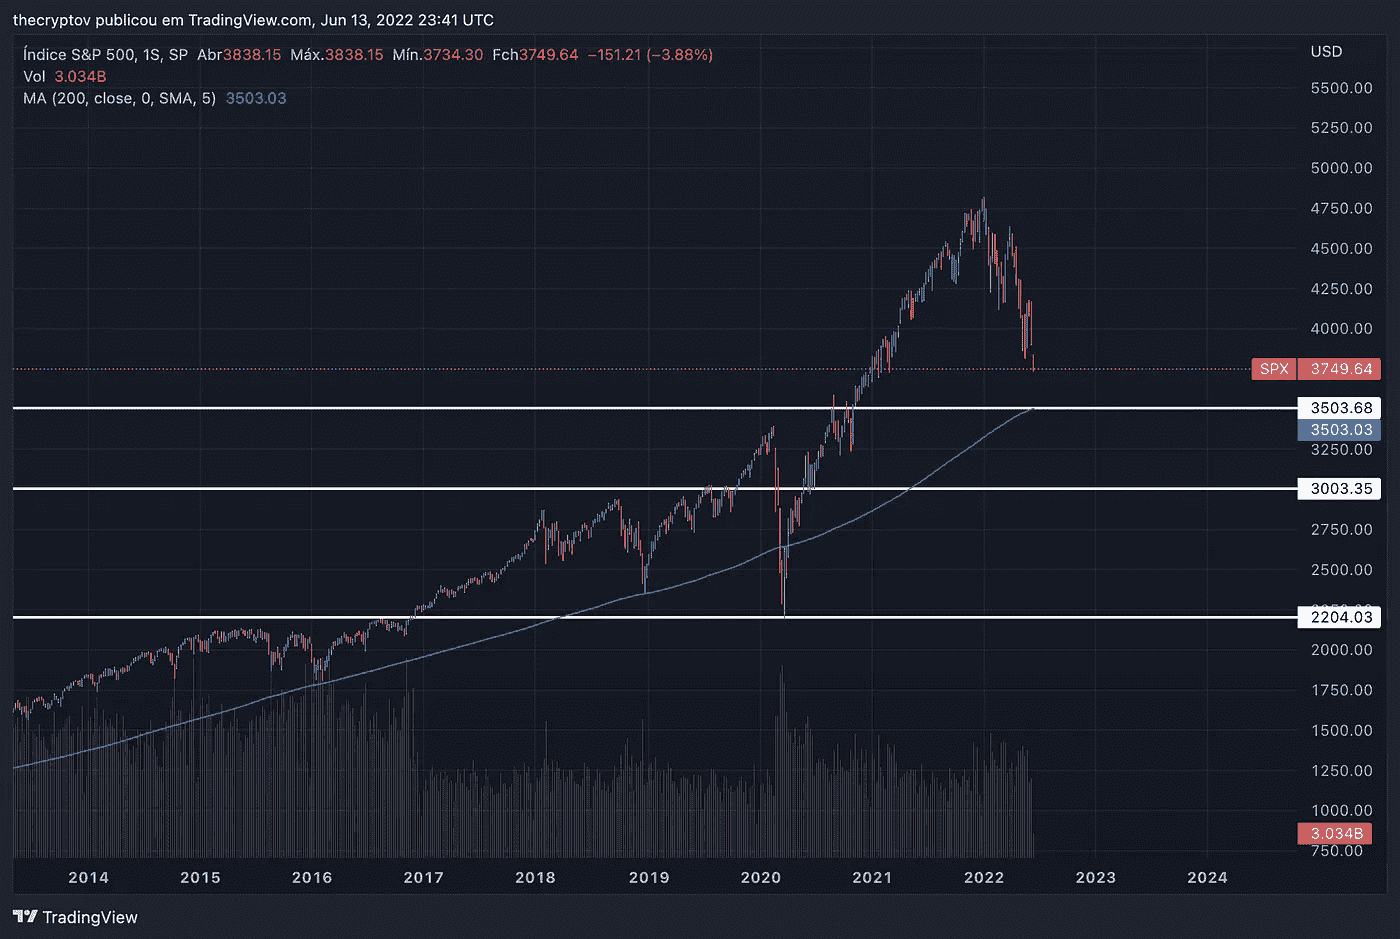 thecryptov publicou em TradingView.com, Jun 13, 2022 23:41 UTC
Índice S&P 500, 1S, SP Abr3838.15 Máx.3838.15 Mín.3734.30 Fch3749.64 −151.21 (−3.88%)
Vol 3.034B
MA (200, close, 0, SMA, 5) 3503.03
USD
5500.00
5250.00
5000.00
4750.00
4500.00
4250.00
4000.00
SPX 3749.64
3503.68
3503.03
3250.00
3003.35
2750.00
2500.00
2204.03
2000.00
1750.00
1500.00
1250.00
1000.00
3.034B
750.00
2014 2015 2016 2017 2018 2019 2020 2021 2022 2023 2024
TradingView